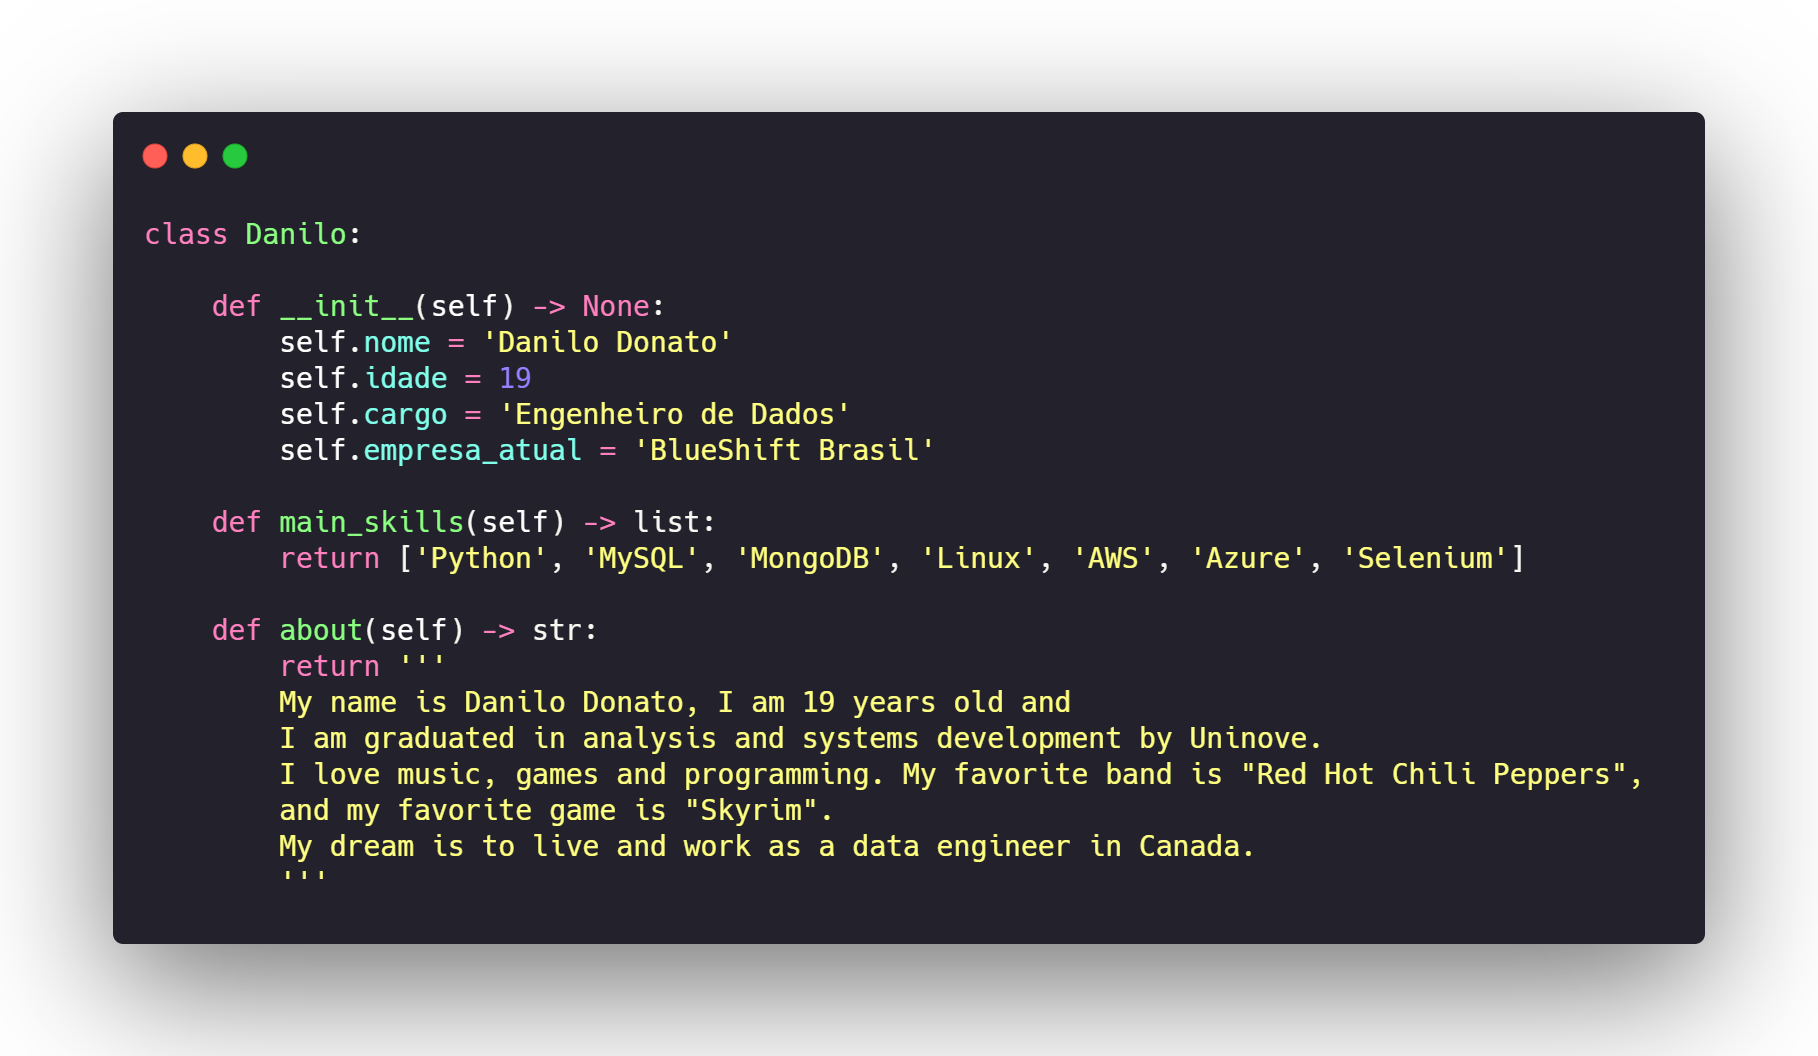 class Danilo:
def __init__(self) -> None:
self.nome = 'Danilo Donato'
self.idade = 19
self.cargo = 'Engenheiro de Dados'
self.empresa_atual = 'BlueShift Brasil'
def main_skills(self) -> list:
return ['Python', 'MySQL', 'MongoDB', 'Linux', 'AWS', 'Azure', 'Selenium']
def about(self) -> str:
return '''
My name is Danilo Donato, I am 19 years old and
I am graduated in analysis and systems development by Uninove.
I love music, games and programming. My favorite band is "Red Hot Chili Peppers",
and my favorite game is "Skyrim".
My dream is to live and work as a data engineer in Canada.
'''